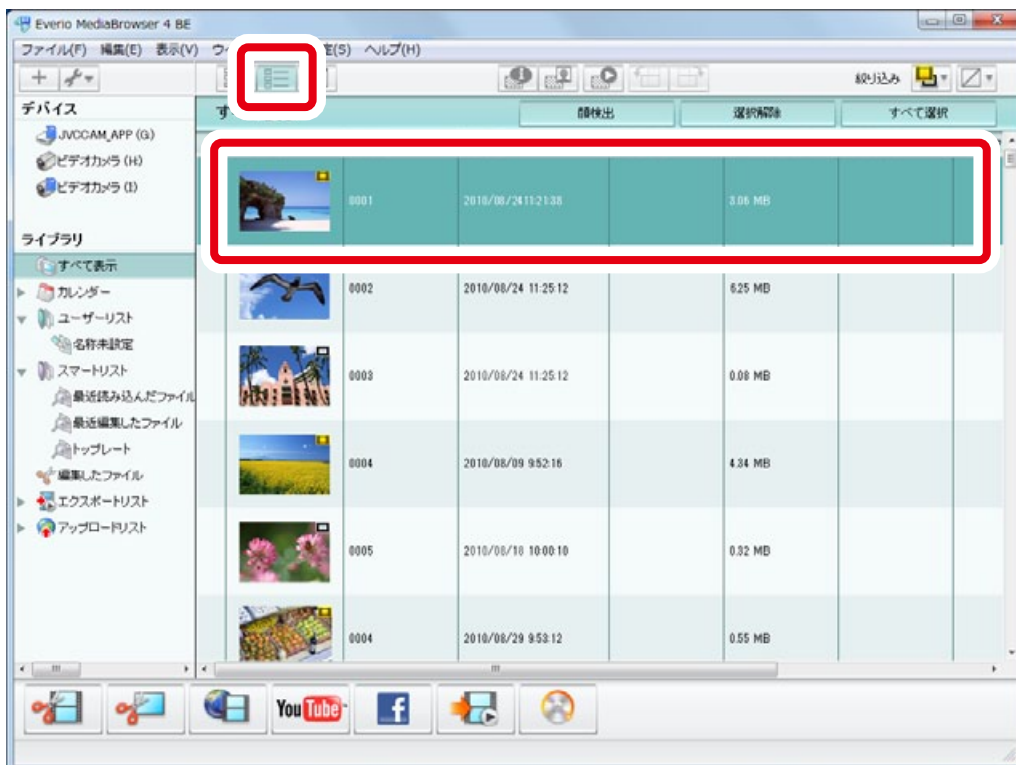 Everio MediaBrowser 4 BE
ファイル(F) 編集(E) 表示(V) ヘルプ(H)
絞り込み
デバイス
顔検出 選択解除 すべて選択
JVCCAM_APP (G)
ビデオカメラ (H)
ビデオカメラ (I)
ライブラリ
すべて表示
カレンダー
ユーザーリスト
名称未設定
スマートリスト
最近読み込んだファイル
最近編集したファイル
トップレート
編集したファイル
エクスポートリスト
アップロードリスト
0001 2010/08/24 11:21:38 3.06 MB
0002 2010/08/24 11:25:12 6.25 MB
0003 2010/08/24 11:25:12 0.08 MB
0004 2010/08/09 9:52:16 4.34 MB
0005 2010/08/18 10:00:10 0.32 MB
0004 2010/08/29 9:53:12 0.55 MB
YouTube f